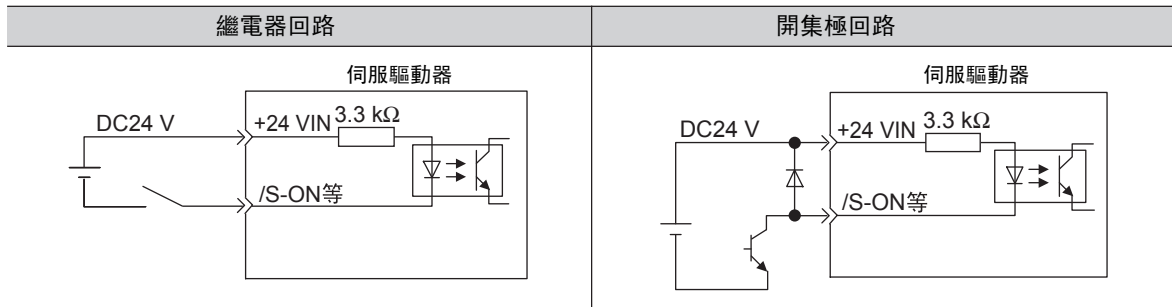 繼電器回路
開集極回路
伺服驅動器
DC24 V
+24 VIN
3.3 kΩ
/S-ON等
伺服驅動器
DC24 V
+24 VIN
3.3 kΩ
/S-ON等